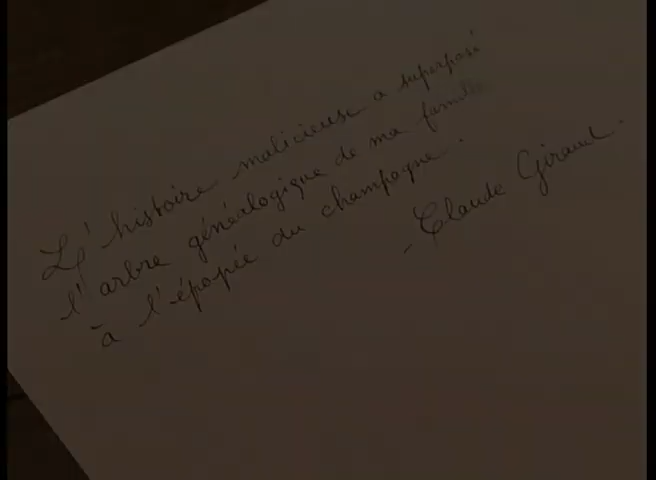 L'histoire malicieuse a superposé
l'arbre généalogique de ma famille
à l'épopée du champagne.
- Claude Giraud.